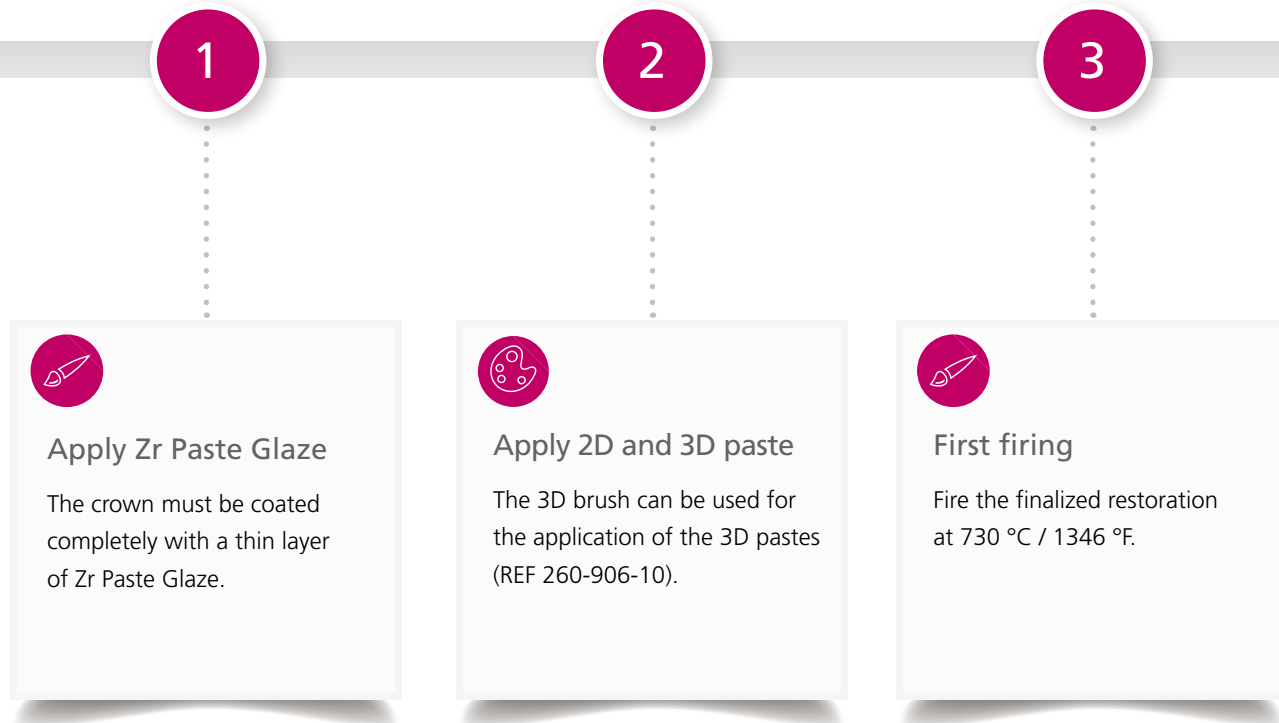 1
2
3
Apply Zr Paste Glaze
The crown must be coated
completely with a thin layer
of Zr Paste Glaze.
Apply 2D and 3D paste
The 3D brush can be used for
the application of the 3D pastes
(REF 260-906-10).
First firing
Fire the finalized restoration
at 730 ºC / 1346 ºF.